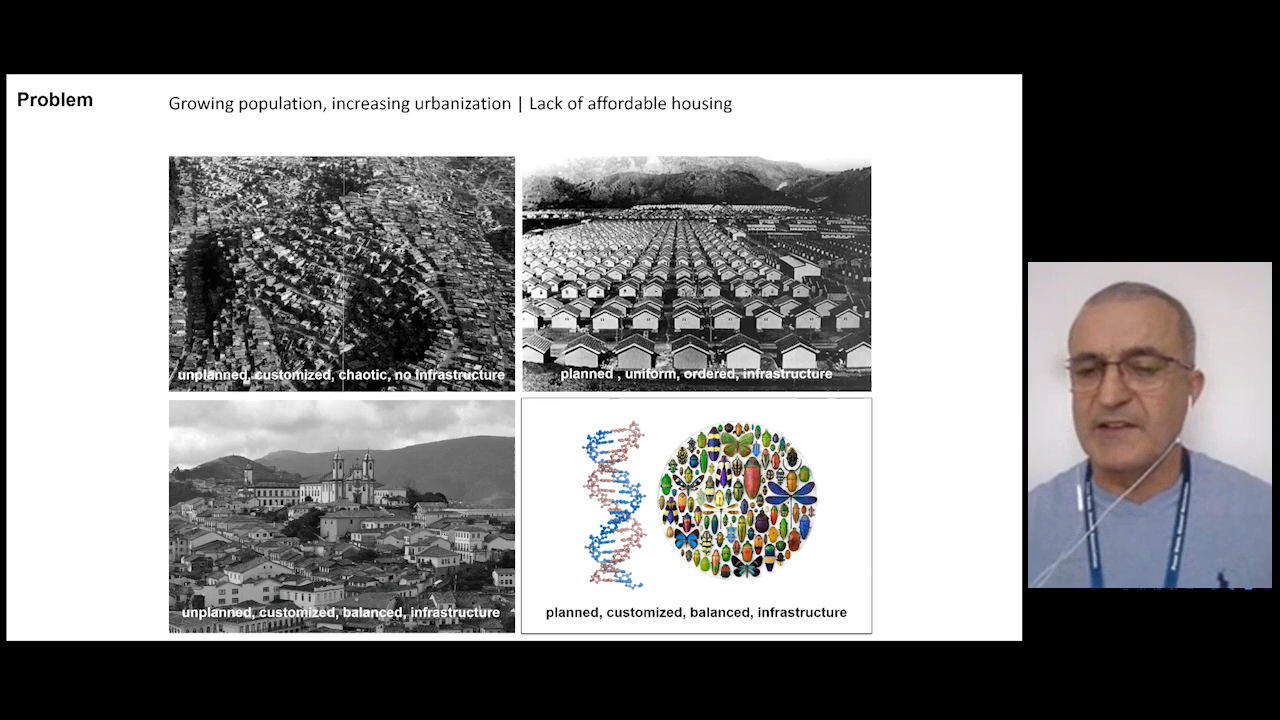 Problem
Growing population, increasing urbanization | Lack of affordable housing
unplanned, customized, chaotic, no infrastructure
planned , uniform, ordered, infrastructure
unplanned, customized, balanced, infrastructure
planned, customized, balanced, infrastructure